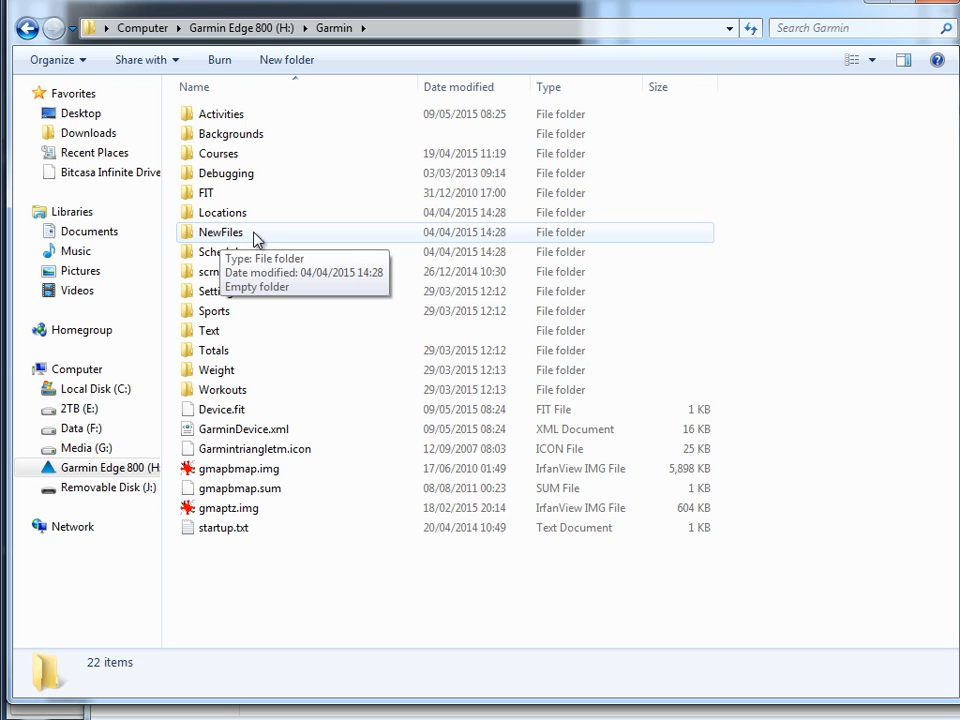 Computer Garmin Edge 800 (H:) Garmin Search Garmin
Organize Share with Burn New folder
Name Date modified Type Size
Favorites
Desktop
Downloads
Recent Places
Bitcasa Infinite Drive
Libraries
Documents
Music
Pictures
Videos
Homegroup
Computer
Local Disk (C:)
2TB (E:)
Data (F:)
Media (G:)
Garmin Edge 800 (H
Removable Disk (J:)
Network
Activities 09/05/2015 08:25 File folder
Backgrounds File folder
Courses 19/04/2015 11:19 File folder
Debugging 03/03/2013 09:14 File folder
FIT 31/12/2010 17:00 File folder
Locations 04/04/2015 14:28 File folder
NewFiles 04/04/2015 14:28 File folder
Sched 04/04/2015 14:28 File folder
scrn 26/12/2014 10:30 File folder
Setti 29/03/2015 12:12 File folder
Type: File folder
Date modified: 04/04/2015 14:28
Empty folder
Sports 29/03/2015 12:12 File folder
Text File folder
Totals 29/03/2015 12:12 File folder
Weight 29/03/2015 12:13 File folder
Workouts 29/03/2015 12:13 File folder
Device.fit 09/05/2015 08:24 FIT File 1 KB
GarminDevice.xml 09/05/2015 08:24 XML Document 16 KB
Garmintriangletm.icon 12/09/2007 08:03 ICON File 25 KB
gmapbmap.img 17/06/2010 01:49 IrfanView IMG File 5,898 KB
gmapbmap.sum 08/08/2011 00:23 SUM File 1 KB
gmaptz.img 18/02/2015 20:14 IrfanView IMG File 604 KB
startup.txt 20/04/2014 10:49 Text Document 1 KB
22 items